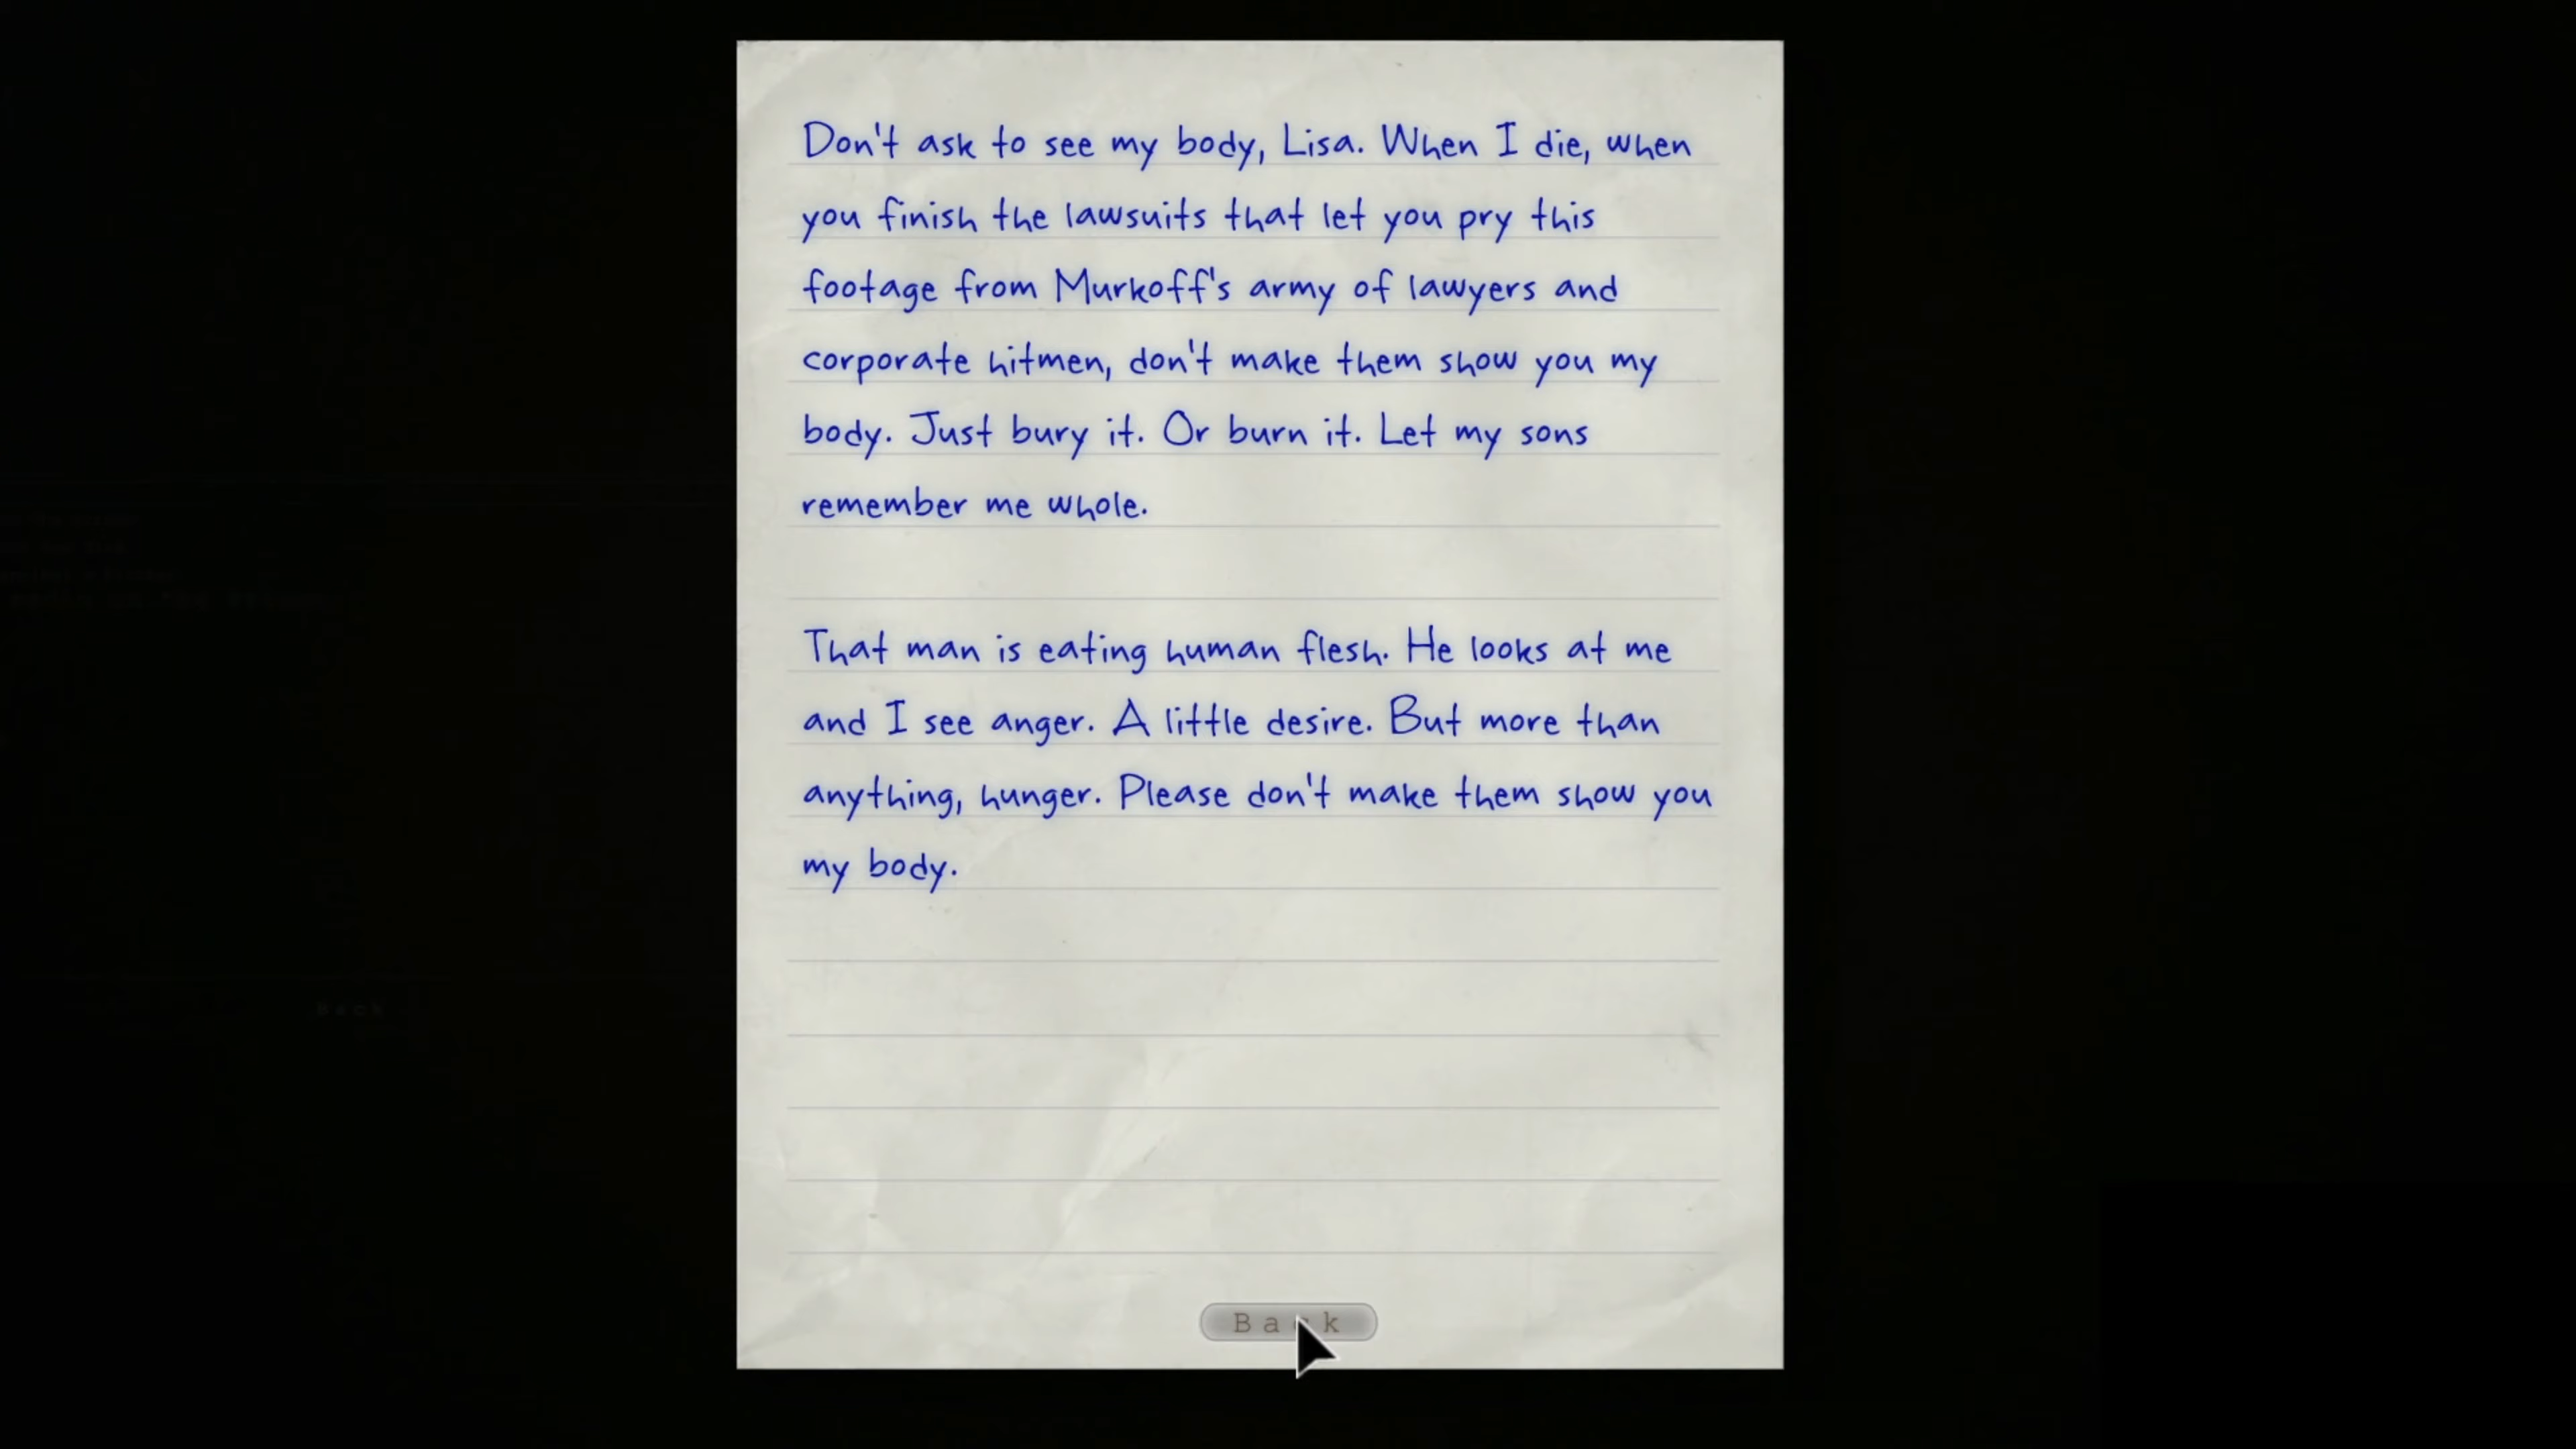 Don't ask to see my body, Lisa. When I die, when
you finish the lawsuits that let you pry this
footage from Murkoff's army of lawyers and
corporate hitmen, don't make them show you my
body. Just bury it. Or burn it. Let my sons
remember me whole.
That man is eating human flesh. He looks at me
and I see anger. A little desire. But more than
anything, hunger. Please don't make them show you
my body.
Back
Back